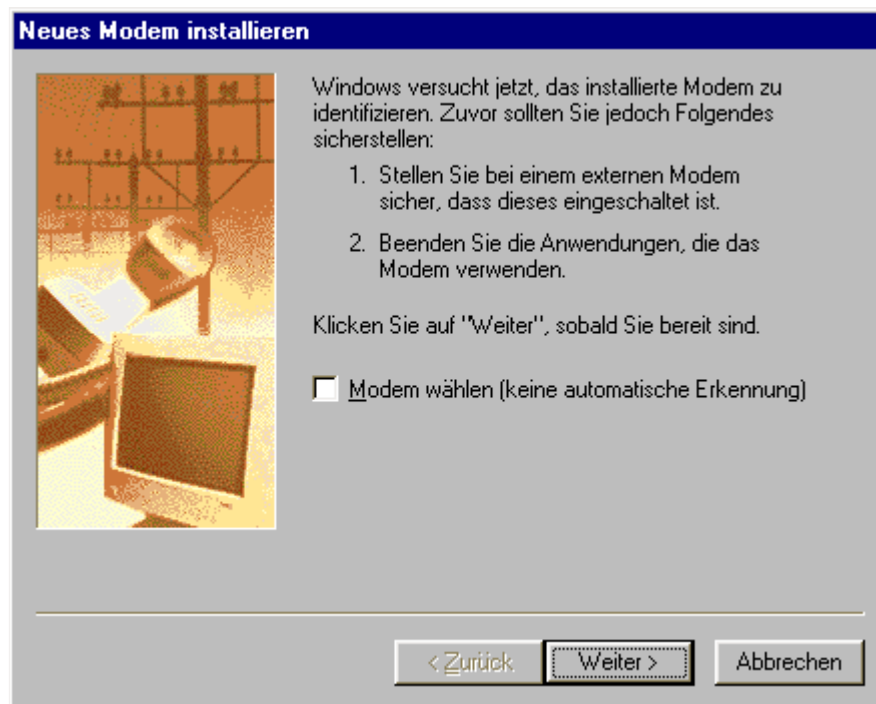 Neues Modem installieren
Windows versucht jetzt, das installierte Modem zu
identifizieren. Zuvor sollten Sie jedoch Folgendes
sicherstellen:
1. Stellen Sie bei einem externen Modem
sicher, dass dieses eingeschaltet ist.
2. Beenden Sie die Anwendungen, die das
Modem verwenden.
Klicken Sie auf "Weiter", sobald Sie bereit sind.
Modem wählen (keine automatische Erkennung)
< Zurück Weiter > Abbrechen